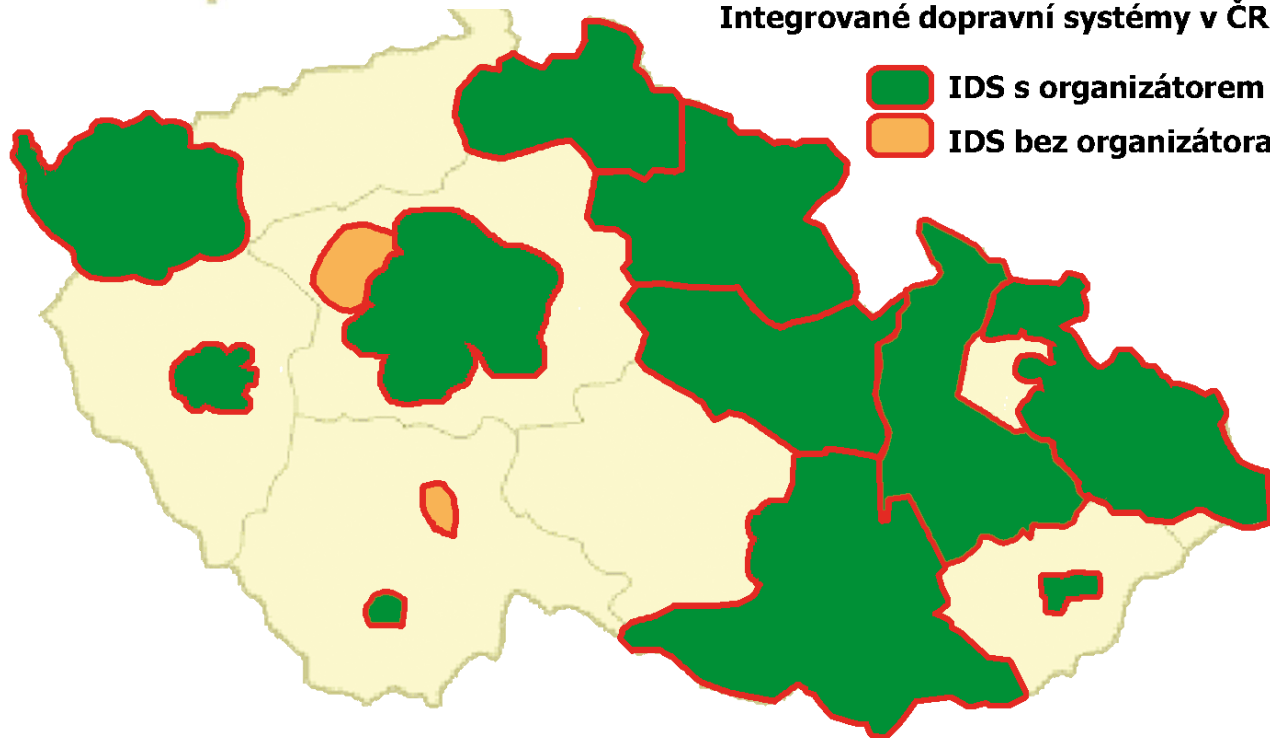 Integrované dopravní systémy v ČR
IDS s organizátorem
IDS bez organizátora